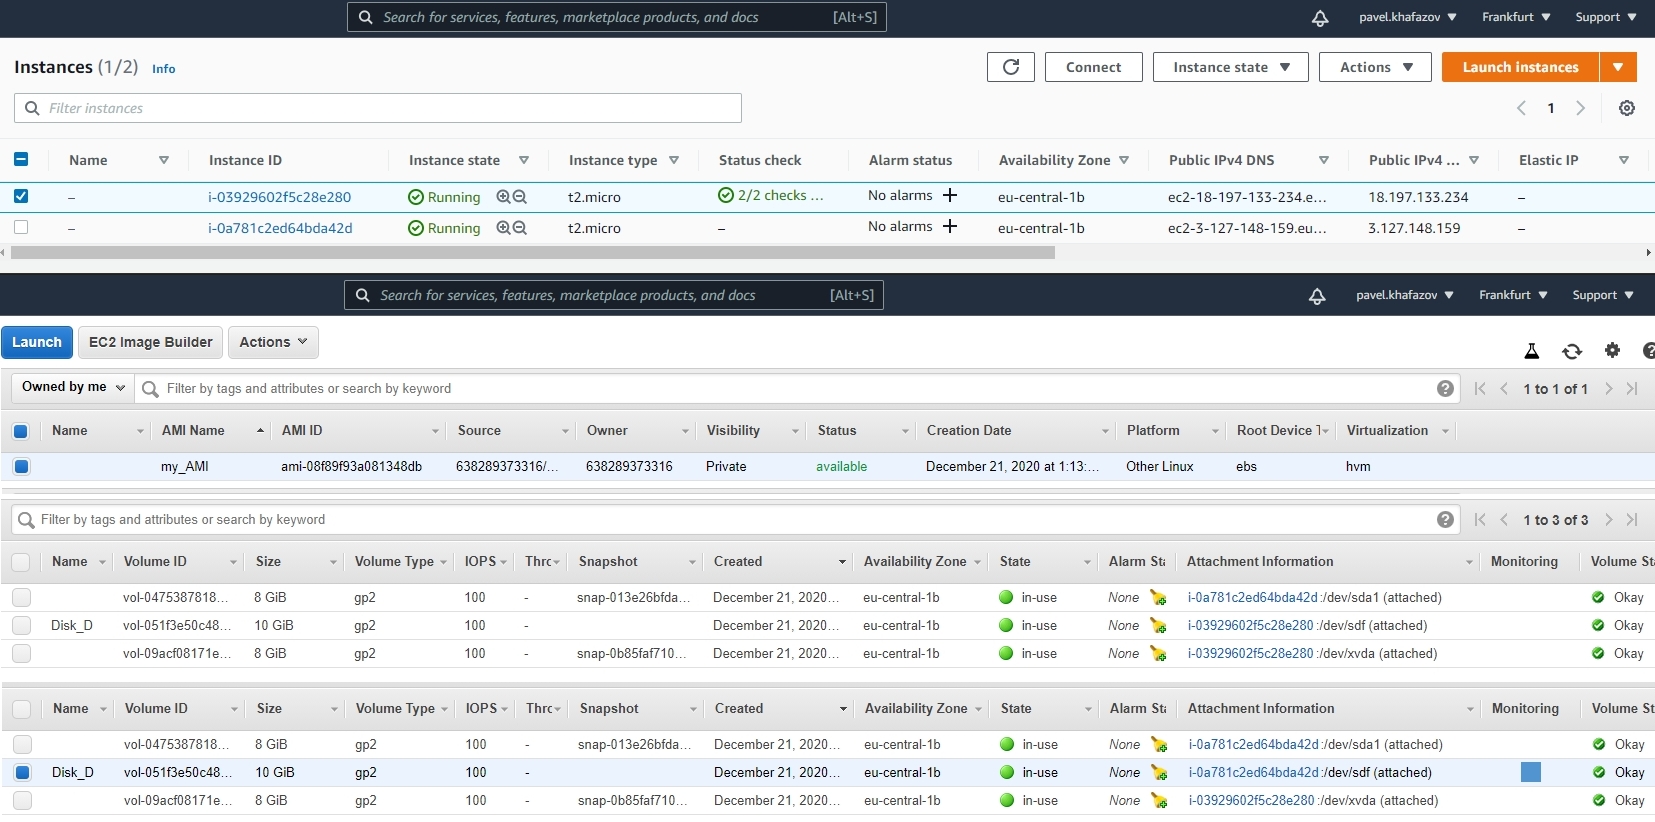 Search for services, features, marketplace products, and docs [Alt+S] pavel.khafazov Frankfurt Support
Instances (1/2) Info Connect Instance state Actions Launch instances
Filter instances 1
Name Instance ID Instance state Instance type Status check Alarm status Availability Zone Public IPv4 DNS Public IPv4 ... Elastic IP
– i-03929602f5c28e280 Running t2.micro 2/2 checks ... No alarms + eu-central-1b ec2-18-197-133-234.e... 18.197.133.234 –
– i-0a781c2ed64bda42d Running t2.micro – No alarms + eu-central-1b ec2-3-127-148-159.eu... 3.127.148.159 –
Search for services, features, marketplace products, and docs [Alt+S] pavel.khafazov Frankfurt Support
Launch EC2 Image Builder Actions
Owned by me Filter by tags and attributes or search by keyword 1 to 1 of 1
Name AMI Name AMI ID Source Owner Visibility Status Creation Date Platform Root Device T Virtualization
my_AMI ami-08f89f93a081348db 638289373316/... 638289373316 Private available December 21, 2020 at 1:13:... Other Linux ebs hvm
Filter by tags and attributes or search by keyword 1 to 3 of 3
Name Volume ID Size Volume Type IOPS Thrc Snapshot Created Availability Zone State Alarm Sta Attachment Information Monitoring Volume Sta
vol-0475387818... 8 GiB gp2 100 - snap-013e26bfda... December 21, 2020... eu-central-1b in-use None i-0a781c2ed64bda42d:/dev/sda1 (attached) Okay
Disk_D vol-051f3e50c48... 10 GiB gp2 100 - December 21, 2020... eu-central-1b in-use None i-03929602f5c28e280:/dev/sdf (attached) Okay
vol-09acf08171e... 8 GiB gp2 100 - snap-0b85faf710... December 21, 2020... eu-central-1b in-use None i-03929602f5c28e280:/dev/xvda (attached) Okay
Name Volume ID Size Volume Type IOPS Thrc Snapshot Created Availability Zone State Alarm Sta Attachment Information Monitoring Volume St
vol-0475387818... 8 GiB gp2 100 - snap-013e26bfda... December 21, 2020... eu-central-1b in-use None i-0a781c2ed64bda42d:/dev/sda1 (attached) Okay
Disk_D vol-051f3e50c48... 10 GiB gp2 100 - December 21, 2020... eu-central-1b in-use None i-0a781c2ed64bda42d:/dev/sdf (attached) Okay
vol-09acf08171e... 8 GiB gp2 100 - snap-0b85faf710... December 21, 2020... eu-central-1b in-use None i-03929602f5c28e280:/dev/xvda (attached) Okay